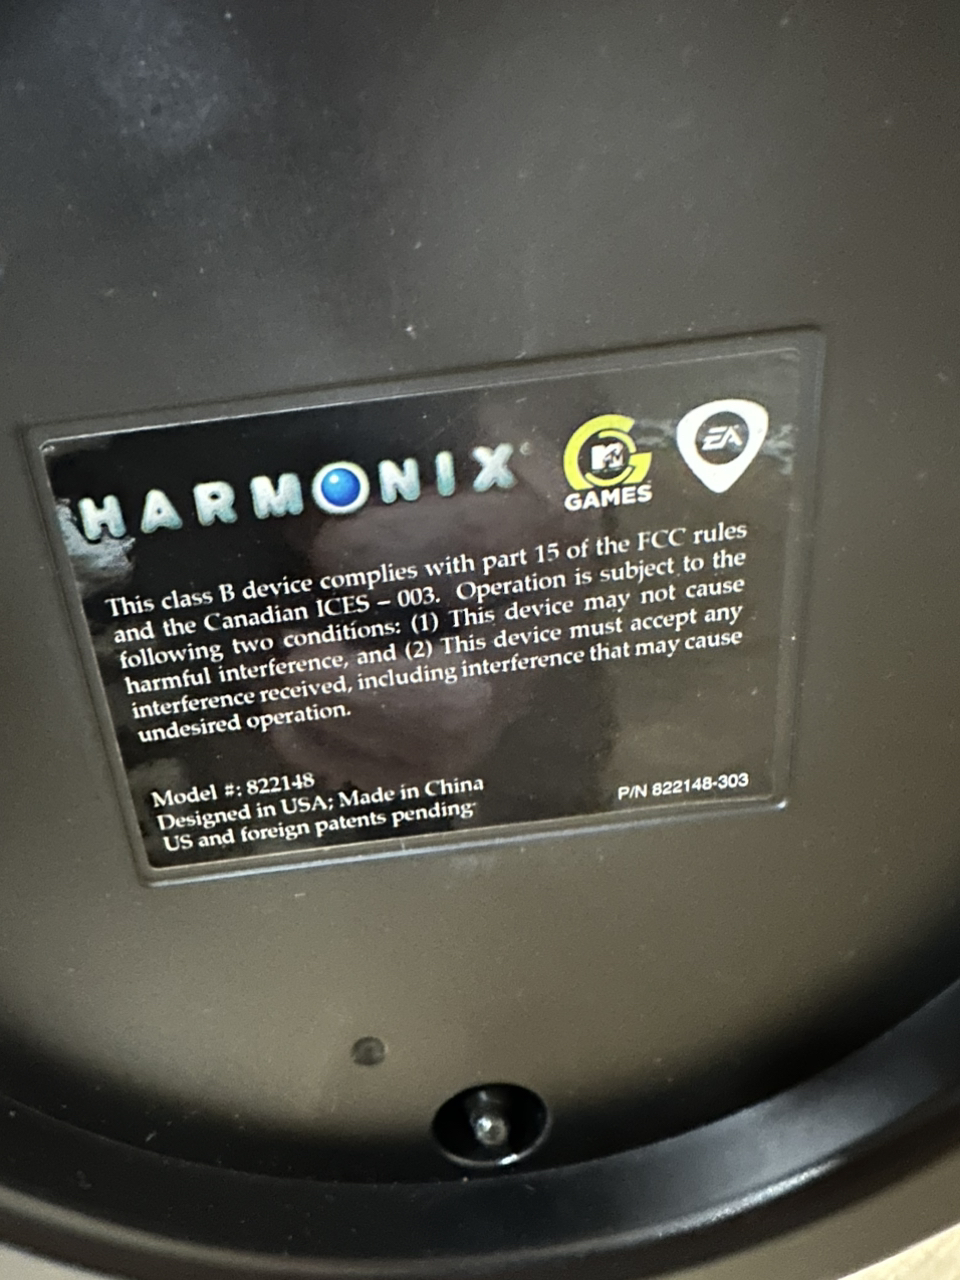 HARMONIX®
MTV
GAMES
EA
This class B device complies with part 15 of the FCC rules
and the Canadian ICES – 003. Operation is subject to the
following two conditions: (1) This device may not cause
harmful interference, and (2) This device must accept any
interference received, including interference that may cause
undesired operation.
Model #: 822148
Designed in USA; Made in China
US and foreign patents pending
P/N 822148-303